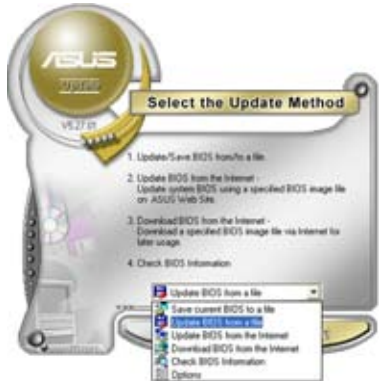 ASUS
Update
Select the Update Method
1. Update/Save BIOS from/to a file.
2. Update BIOS from the Internet -
Update system BIOS using a specified BIOS image file
on ASUS Web Site.
3. Download BIOS from the Internet -
Download a specified BIOS image file via Internet for
later usage.
4. Check BIOS Information
Update BIOS from a file
Save current BIOS to a file
Update BIOS from a file
Update BIOS from the Internet
Download BIOS from the Internet
Check BIOS Information
Options